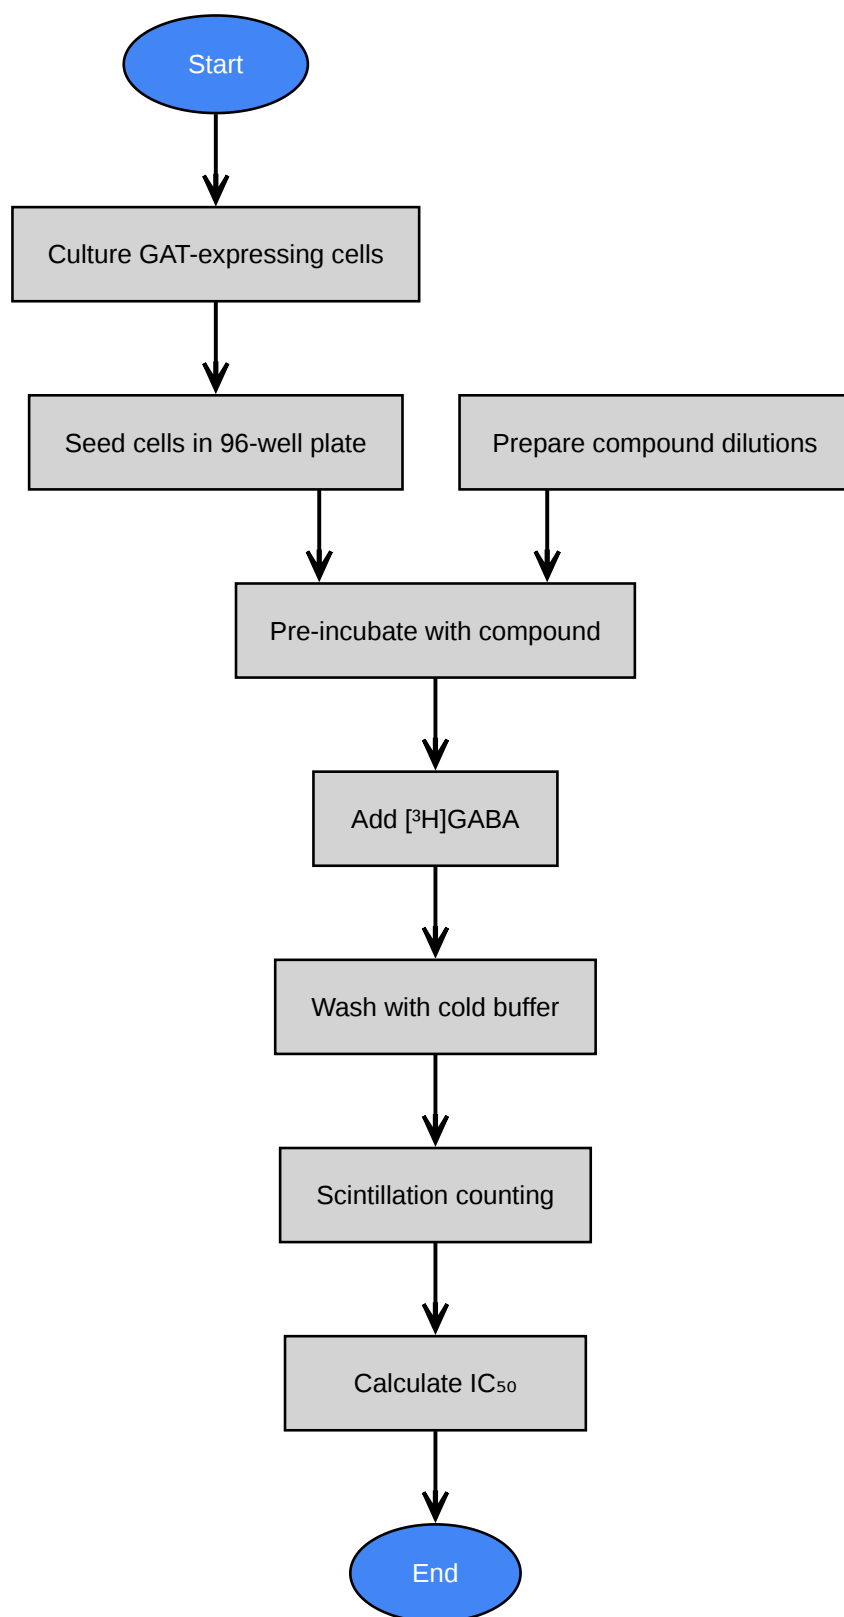 Start
Culture GAT-expressing cells
Seed cells in 96-well plate
Prepare compound dilutions
Pre-incubate with compound
Add [³H]GABA
Wash with cold buffer
Scintillation counting
Calculate IC₅₀
End